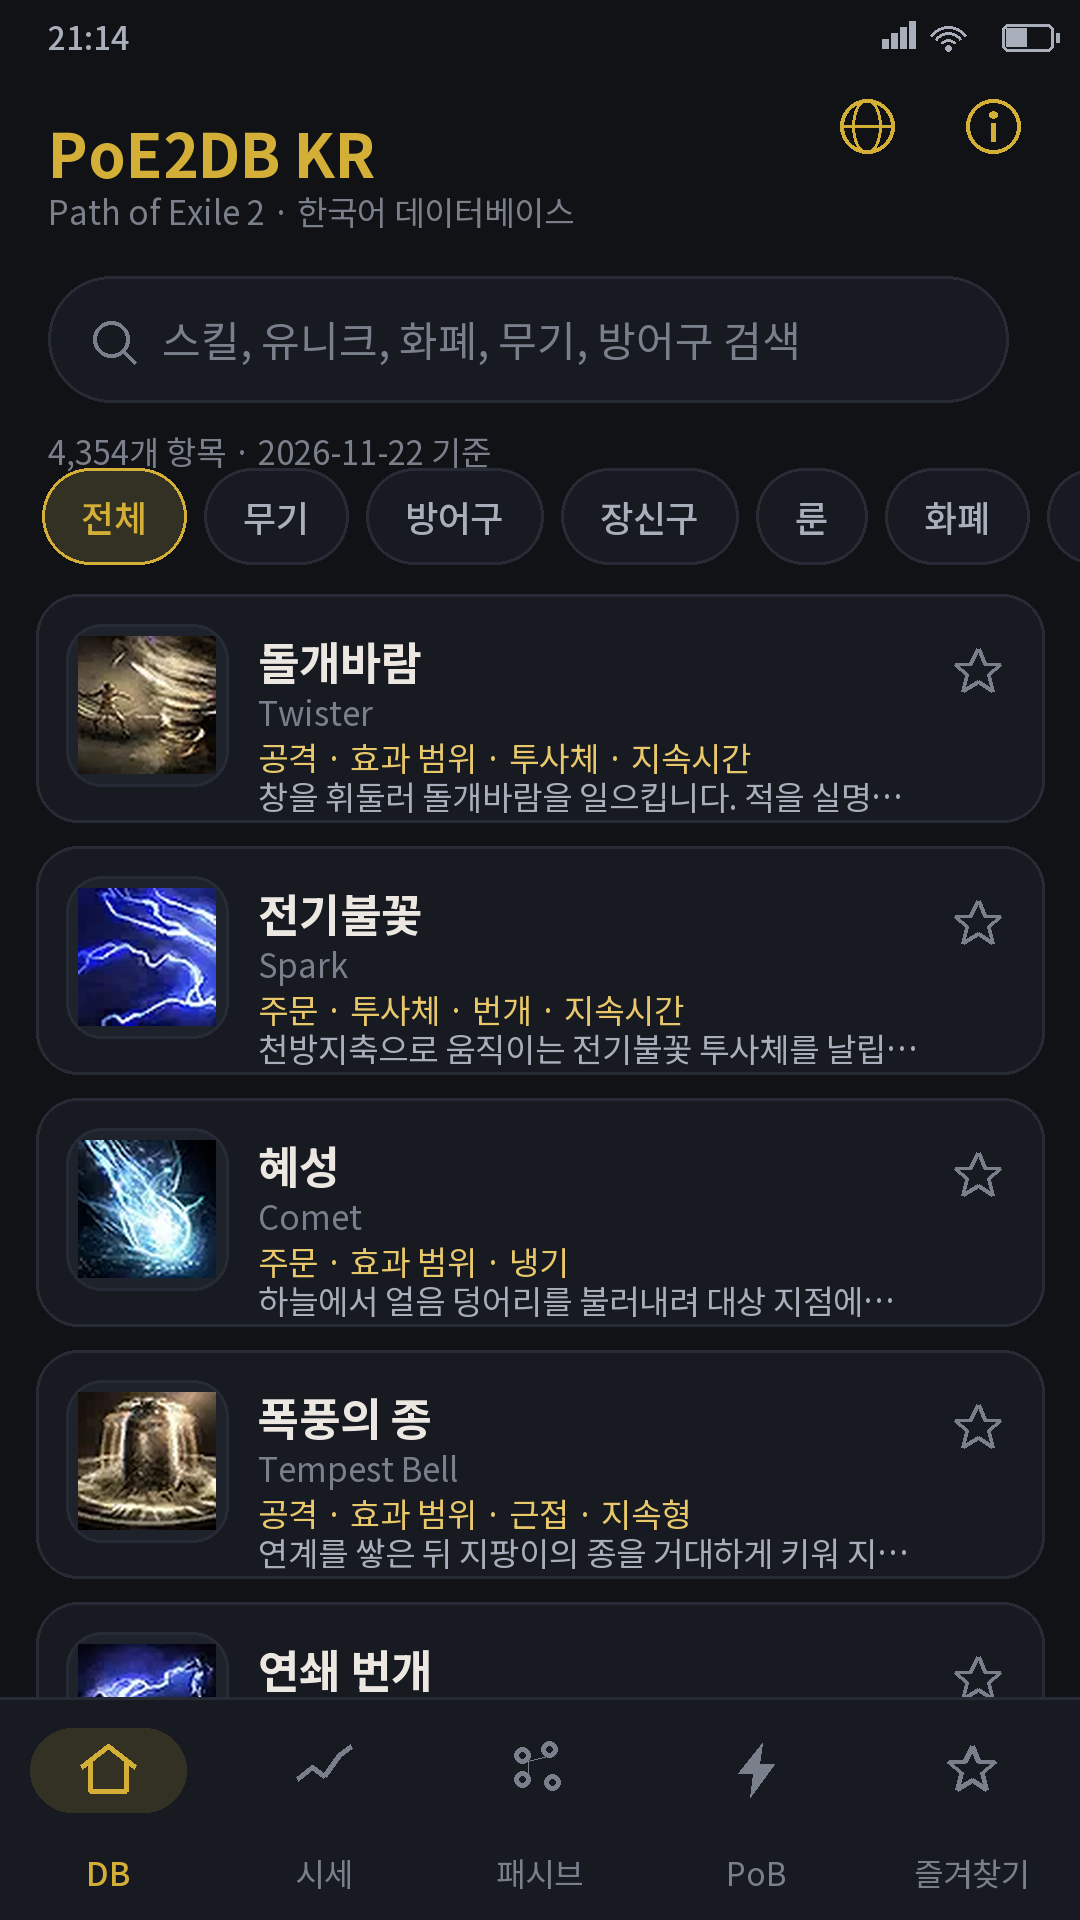 21:14
PoE2DB KR
Path of Exile 2 · 한국어 데이터베이스
스킬, 유니크, 화폐, 무기, 방어구 검색
4,354개 항목 · 2026-11-22 기준
전체 무기 방어구 장신구 룬 화폐
돌개바람
Twister
공격 · 효과 범위 · 투사체 · 지속시간
창을 휘둘러 돌개바람을 일으킵니다. 적을 실명…
전기불꽃
Spark
주문 · 투사체 · 번개 · 지속시간
천방지축으로 움직이는 전기불꽃 투사체를 날립…
혜성
Comet
주문 · 효과 범위 · 냉기
하늘에서 얼음 덩어리를 불러내려 대상 지점에…
폭풍의 종
Tempest Bell
공격 · 효과 범위 · 근접 · 지속형
연계를 쌓은 뒤 지팡이의 종을 거대하게 키워 지…
연쇄 번개
DB 시세 패시브 PoB 즐겨찾기